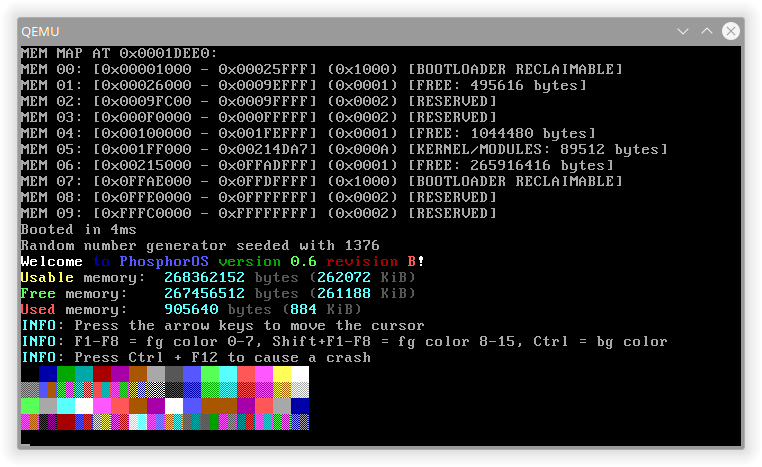 QEMU
MEM MAP AT 0x0001DEE0:
MEM 00: [0x00001000 - 0x00025FFF] (0x1000) [BOOTLOADER RECLAIMABLE]
MEM 01: [0x00026000 - 0x0009EFFF] (0x0001) [FREE: 495616 bytes]
MEM 02: [0x0009FC00 - 0x0009FFFF] (0x0002) [RESERVED]
MEM 03: [0x000F0000 - 0x000FFFFF] (0x0002) [RESERVED]
MEM 04: [0x00100000 - 0x001FEFFF] (0x0001) [FREE: 1044480 bytes]
MEM 05: [0x001FF000 - 0x00214DA7] (0x000A) [KERNEL/MODULES: 89512 bytes]
MEM 06: [0x00215000 - 0x0FFADFFF] (0x0001) [FREE: 265916416 bytes]
MEM 07: [0x0FFAE000 - 0x0FFDFFFF] (0x1000) [BOOTLOADER RECLAIMABLE]
MEM 08: [0x0FFE0000 - 0x0FFFFFFF] (0x0002) [RESERVED]
MEM 09: [0xFFFC0000 - 0xFFFFFFFF] (0x0002) [RESERVED]
Booted in 4ms
Random number generator seeded with 1376
Welcome to PhosphorOS version 0.6 revision B!
Usable memory: 268362152 bytes (262072 KiB)
Free memory: 267456512 bytes (261188 KiB)
Used memory: 905640 bytes (884 KiB)
INFO: Press the arrow keys to move the cursor
INFO: F1-F8 = fg color 0-7, Shift+F1-F8 = fg color 8-15, Ctrl = bg color
INFO: Press Ctrl + F12 to cause a crash